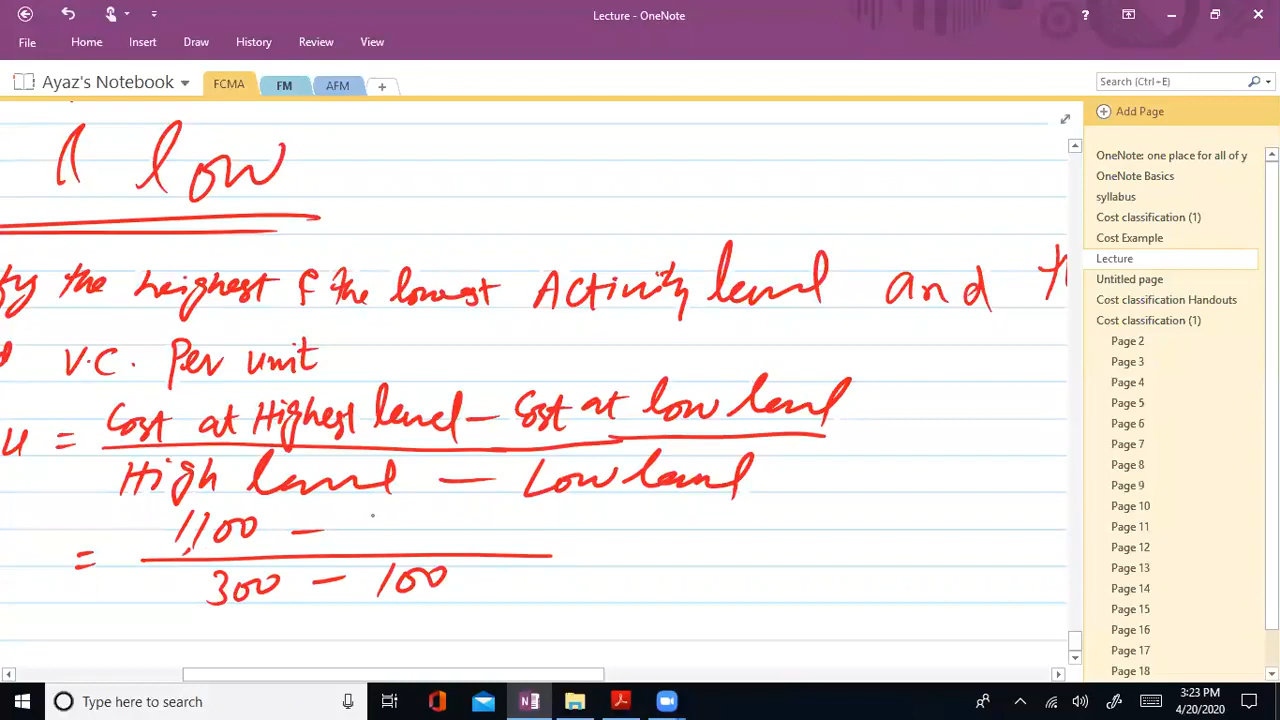 Lecture - OneNote
?
File Home Insert Draw History Review View
Ayaz's Notebook FCMA FM AFM +
Search (Ctrl+E)
Add Page
low
the heighest & the lowest Activity level and
V.C. Per unit
= Cost at Highest level - Cost at low level
High level - Low level
= 1100 -
300 - 100
OneNote: one place for all of y
OneNote Basics
syllabus
Cost classification (1)
Cost Example
Lecture
Untitled page
Cost classification Handouts
Cost classification (1)
Page 2
Page 3
Page 4
Page 5
Page 6
Page 7
Page 8
Page 9
Page 10
Page 11
Page 12
Page 13
Page 14
Page 15
Page 16
Page 17
Page 18
Type here to search
3:23 PM
4/20/2020